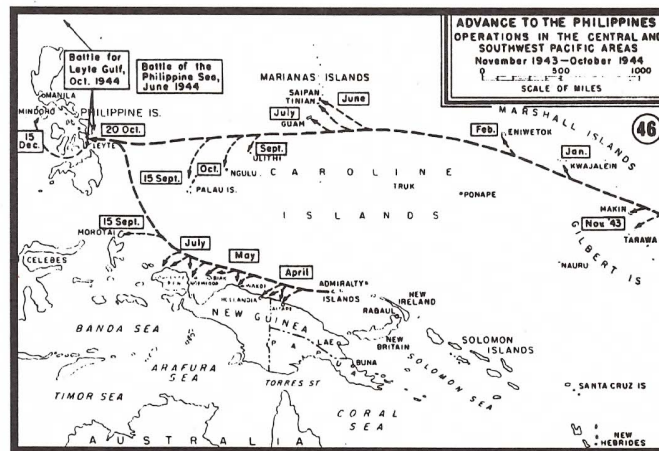 ADVANCE TO THE PHILIPPINES
OPERATIONS IN THE CENTRAL AND
SOUTHWEST PACIFIC AREAS
November 1943-October 1944
0 500 1000
SCALE OF MILES
46
Battle for
Leyte Gulf,
Oct. 1944
Battle of the
Philippine Sea,
June 1944
MARIANAS ISLANDS
SAIPAN
TINIAN
June
July
GUAM
MANILA
MINDORO
PHILIPPINE IS.
15
Dec.
20 Oct.
LEYTE
MARSHALL ISLANDS
Feb.
ENIWETOK
Jan.
KWAJALEIN
Sept.
ULITHI
Oct.
NGULU
15 Sept.
PALAU IS.
CAROLINE
ISLANDS
TRUK
PONAPE
MAKIN
Nov. '43
TARAWA
GILBERT IS
NAURU
15 Sept.
MOROTAI
CELEBES
July
May
April
BIAK
WAKDE
HOLLANDIA
AITAPE
ADMIRALTY
ISLANDS
NEW
IRELAND
RABAUL
NEW
BRITAIN
NEW GUINEA
PAPUA
LAE
BUNA
SOLOMON
ISLANDS
SOLOMON SEA
BANDA SEA
ARAFURA
SEA
TIMOR SEA
TORRES ST
CORAL
SEA
SANTA CRUZ IS
NEW
HEBRIDES
AUSTRALIA